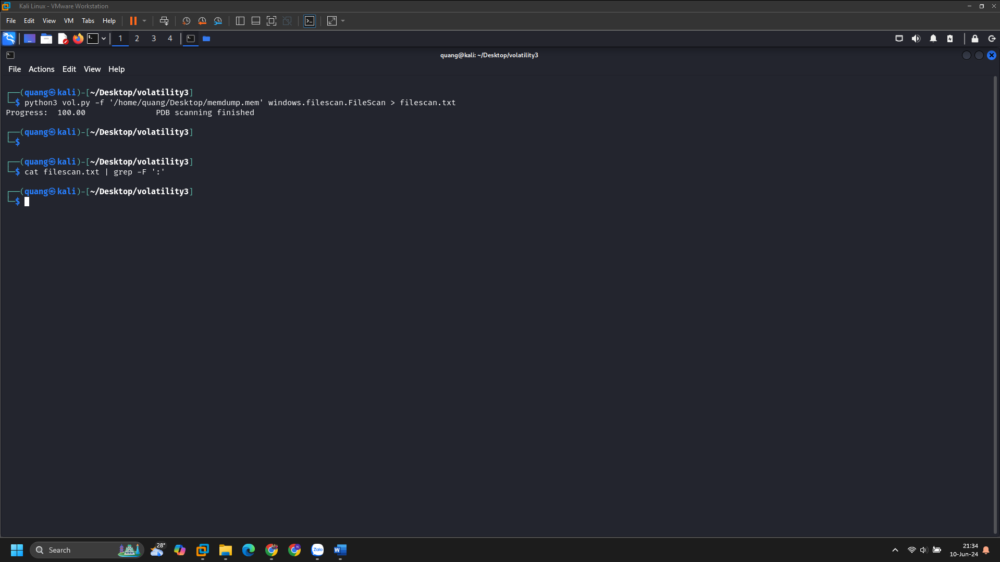 Kali Linux - VMware Workstation
File Edit View VM Tabs Help
1 2 3 4
quang@kali: ~/Desktop/volatility3
File Actions Edit View Help
┌──(quang㉿kali)-[~/Desktop/volatility3]
└─$ python3 vol.py -f '/home/quang/Desktop/memdump.mem' windows.filescan.FileScan > filescan.txt
Progress:  100.00               PDB scanning finished
┌──(quang㉿kali)-[~/Desktop/volatility3]
└─$
┌──(quang㉿kali)-[~/Desktop/volatility3]
└─$ cat filescan.txt | grep -F ':'
┌──(quang㉿kali)-[~/Desktop/volatility3]
└─$
Search
28°
Zalo
W
N
21:34
10-Jun-24